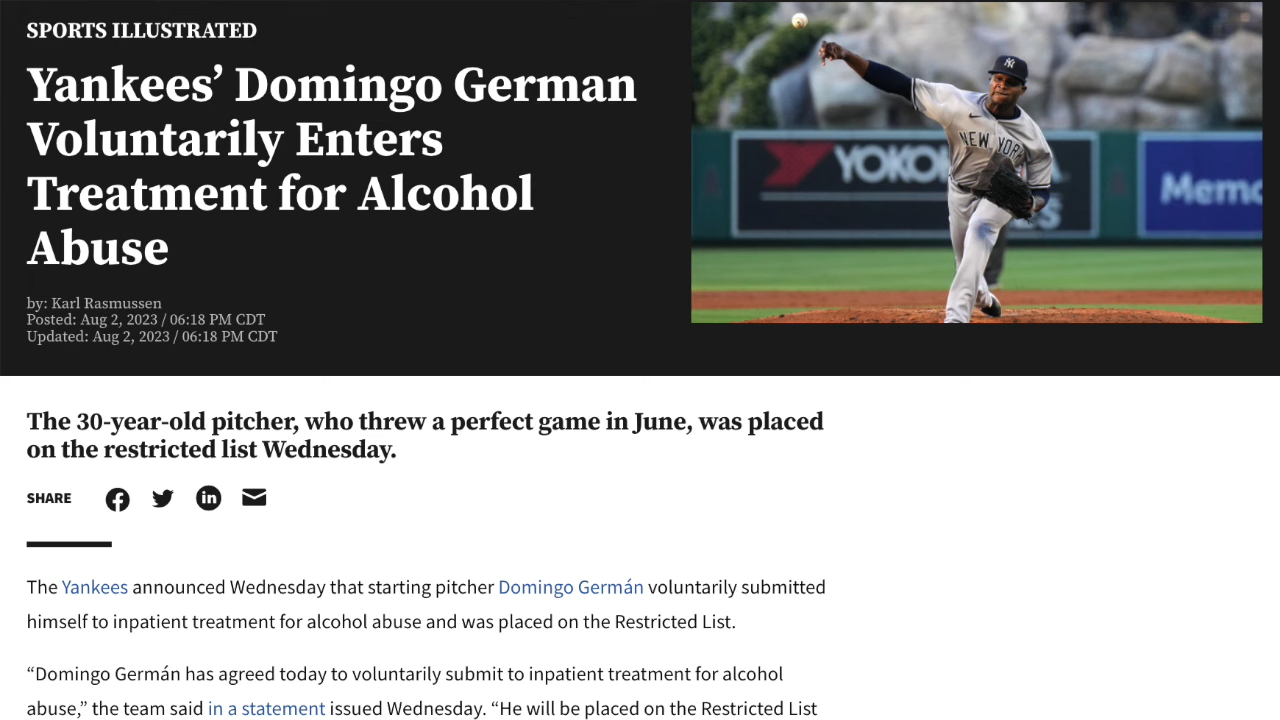 SPORTS ILLUSTRATED
Yankees’ Domingo German
Voluntarily Enters
Treatment for Alcohol
Abuse
by: Karl Rasmussen
Posted: Aug 2, 2023 / 06:18 PM CDT
Updated: Aug 2, 2023 / 06:18 PM CDT
NY
NEW YORK
YOKO
ES
Memo
The 30-year-old pitcher, who threw a perfect game in June, was placed
on the restricted list Wednesday.
SHARE
in
The Yankees announced Wednesday that starting pitcher Domingo Germán voluntarily submitted
himself to inpatient treatment for alcohol abuse and was placed on the Restricted List.
“Domingo Germán has agreed today to voluntarily submit to inpatient treatment for alcohol
abuse,” the team said in a statement issued Wednesday. “He will be placed on the Restricted List